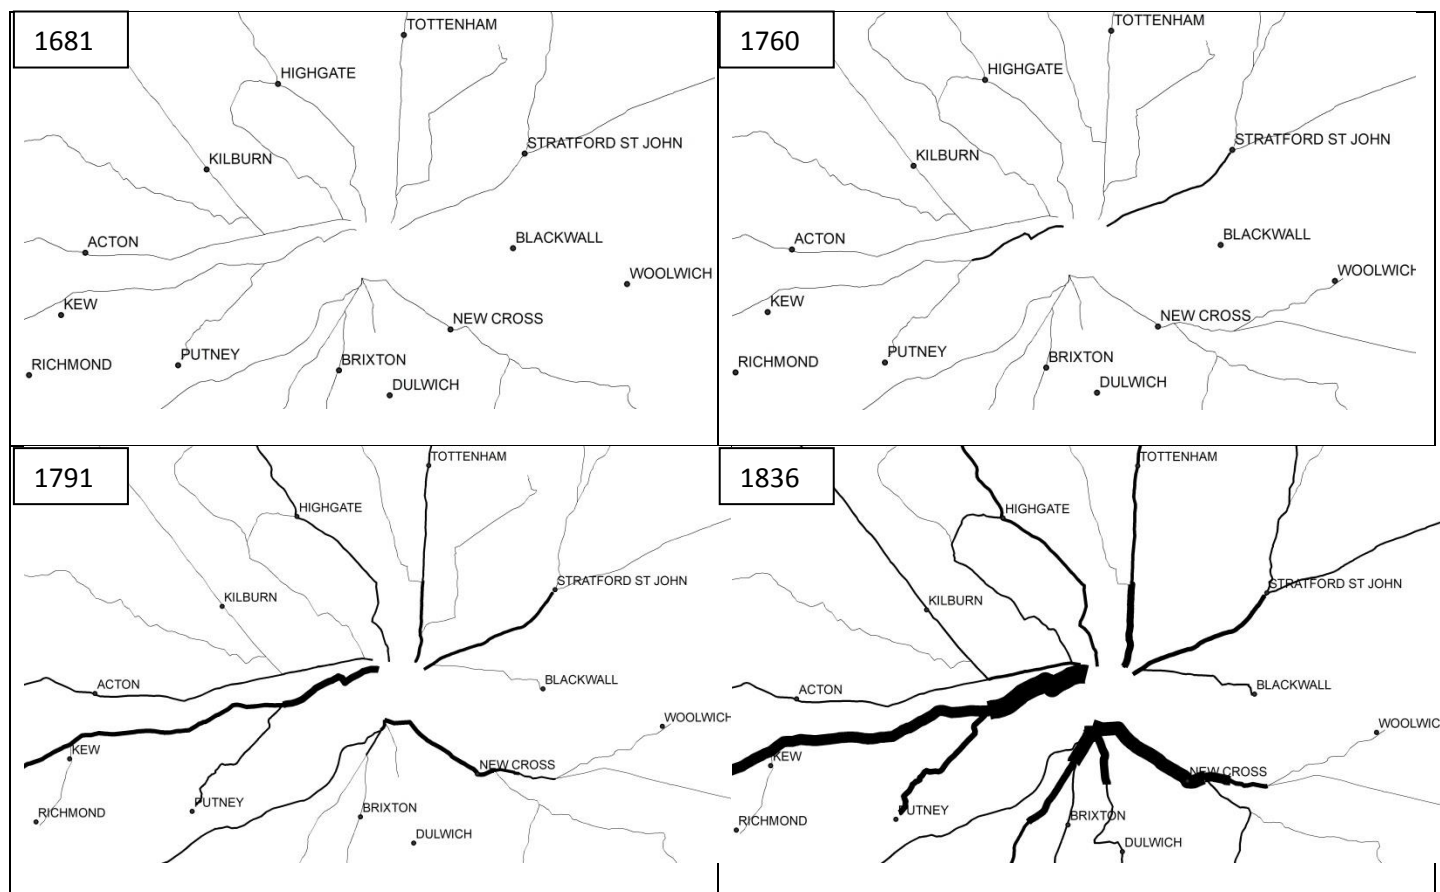 1681
TOTTENHAM
HIGHGATE
STRATFORD ST JOHN
KILBURN
ACTON
BLACKWALL
WOOLWICH
KEW
NEW CROSS
PUTNEY
BRIXTON
RICHMOND
DULWICH
1760
TOTTENHAM
HIGHGATE
STRATFORD ST JOHN
KILBURN
ACTON
BLACKWALL
WOOLWICH
KEW
NEW CROSS
PUTNEY
BRIXTON
RICHMOND
DULWICH
1791
TOTTENHAM
HIGHGATE
STRATFORD ST JOHN
KILBURN
BLACKWALL
ACTON
WOOLWICH
KEW
NEW CROSS
PUTNEY
BRIXTON
RICHMOND
DULWICH
1836
TOTTENHAM
HIGHGATE
STRATFORD ST JOHN
KILBURN
BLACKWALL
ACTON
WOOLWIC
KEW
NEW CROSS
PUTNEY
BRIXTON
RICHMOND
DULWICH